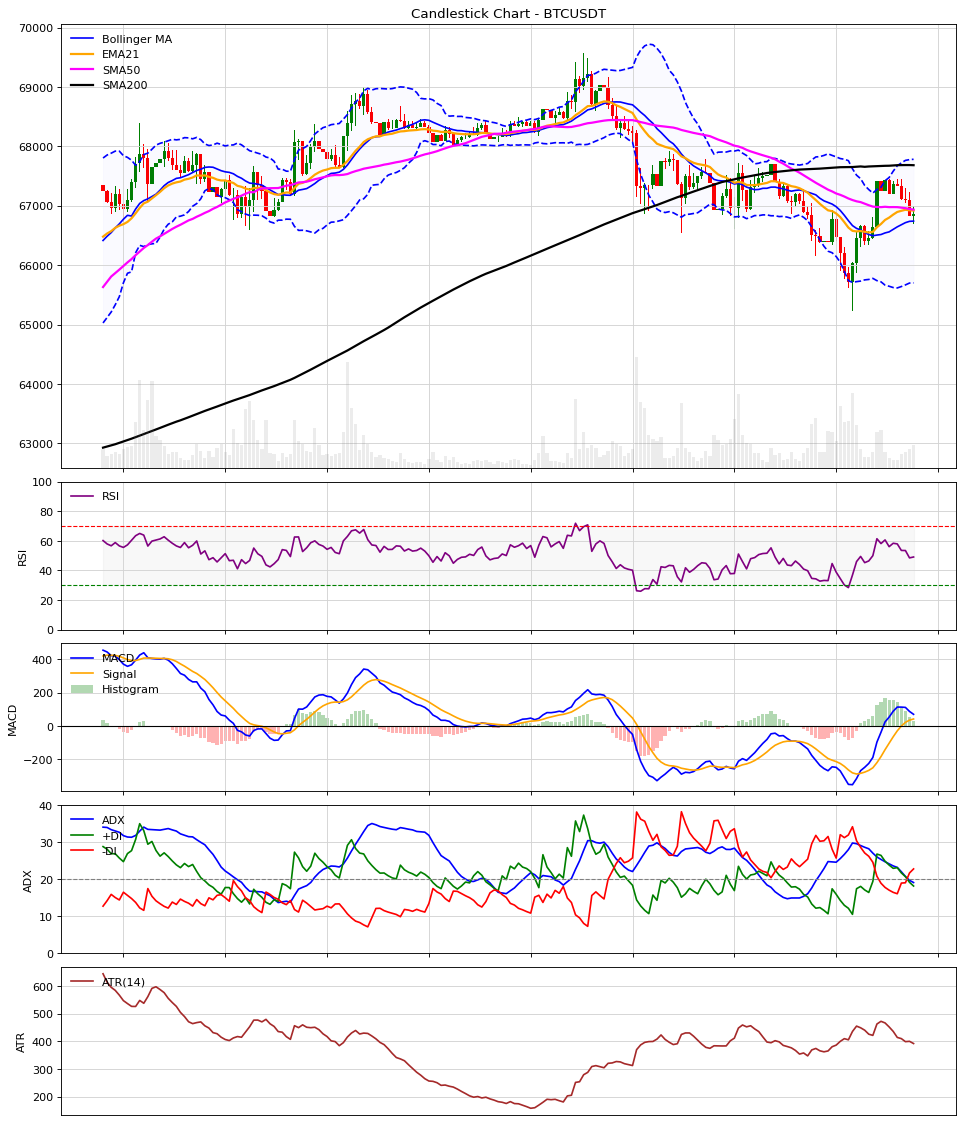 Candlestick Chart - BTCUSDT
70000
69000
68000
67000
66000
65000
64000
63000
Bollinger MA
EMA21
SMA50
SMA200
100
80
60
40
20
0
RSI
RSI
400
200
0
−200
MACD
MACD
Signal
Histogram
40
30
20
10
0
ADX
ADX
+DI
-DI
600
500
400
300
200
ATR
ATR(14)